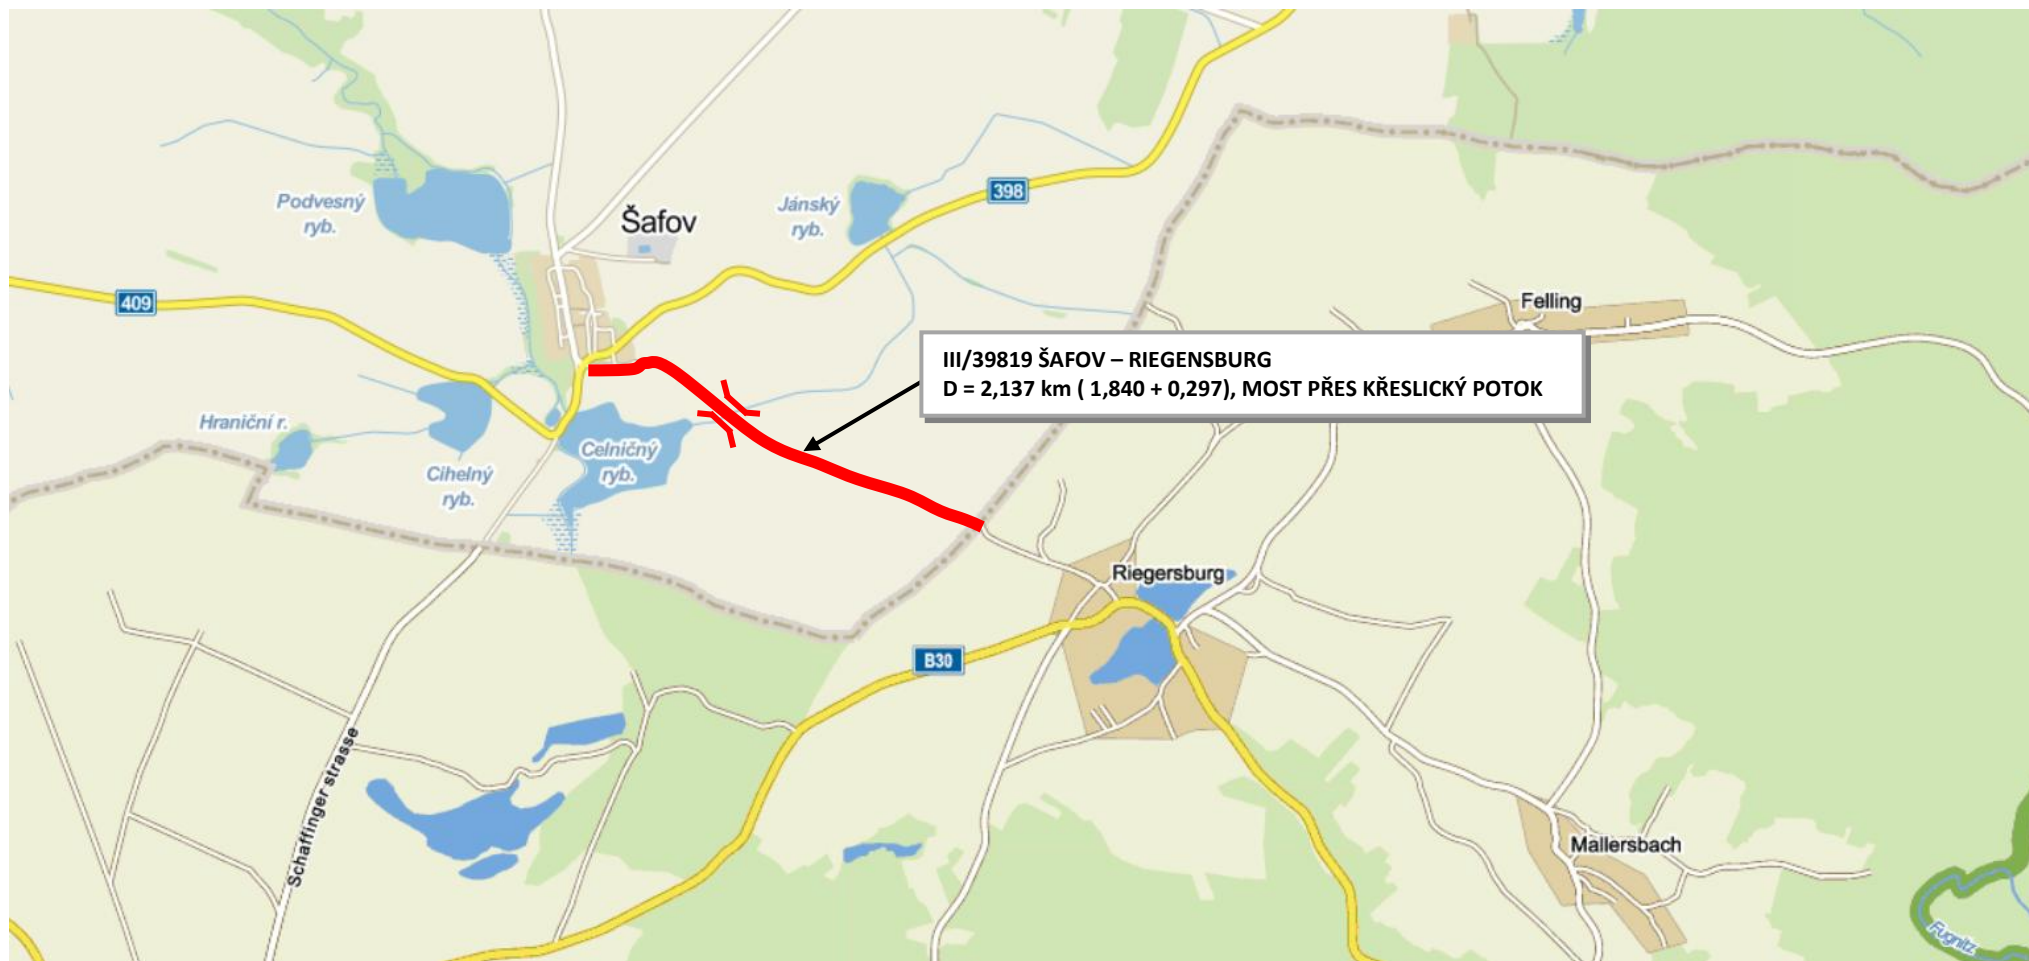 Podvesný
ryb.
Šafov
Jánský
ryb.
398
409
Felling
III/39819 ŠAFOV – RIEGENSBURG
D = 2,137 km ( 1,840 + 0,297), MOST PŘES KŘESLICKÝ POTOK
Hraniční r.
Cihelný
ryb.
Celničný
ryb.
Riegersburg
B30
Schaffinger strasse
Mallersbach
Fugnitz